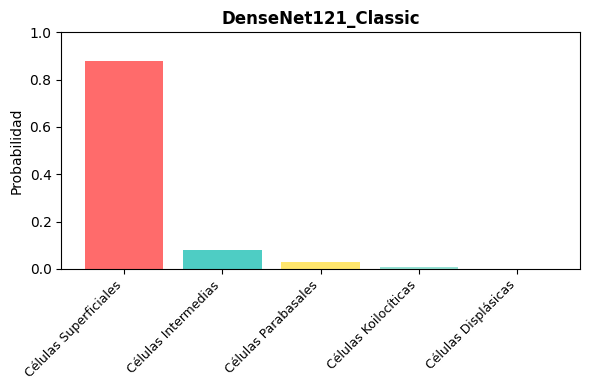 DenseNet121_Classic
Probabilidad
1.0
0.8
0.6
0.4
0.2
0.0
Células Superficiales
Células Intermedias
Células Parabasales
Células Koilocíticas
Células Displásicas